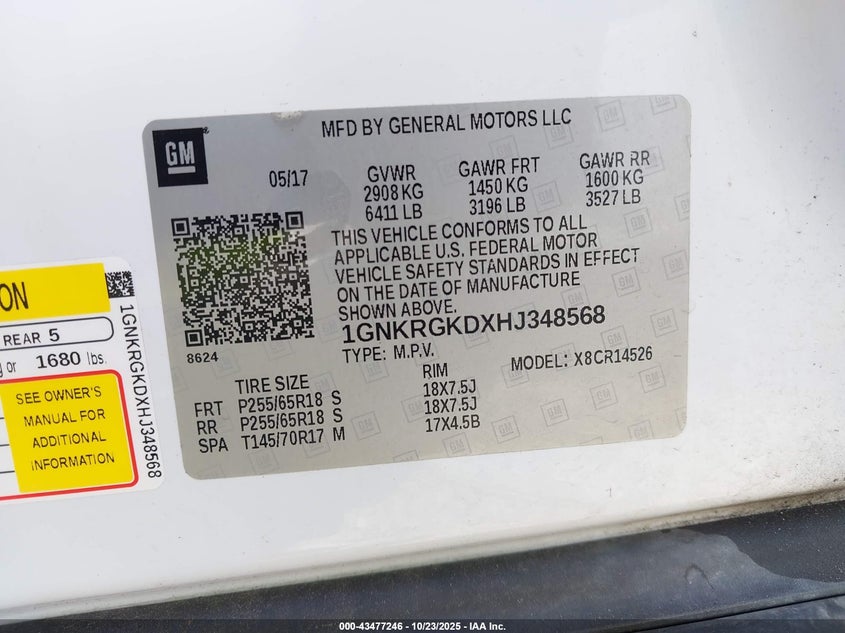 MFD BY GENERAL MOTORS LLC
GM
05/17
GVWR GAWR FRT GAWR RR
2908 KG 1450 KG 1600 KG
6411 LB 3196 LB 3527 LB
THIS VEHICLE CONFORMS TO ALL
APPLICABLE U.S. FEDERAL MOTOR
VEHICLE SAFETY STANDARDS IN EFFECT
ON THE DATE OF MANUFACTURE
SHOWN ABOVE.
1GNKRGKDXHJ348568
8624
TYPE: M.P.V. MODEL: X8CR14526
TIRE SIZE RIM
FRT P255/65R18 S 18X7.5J
RR P255/65R18 S 18X7.5J
SPA T145/70R17 M 17X4.5B
REAR 5
or 1680 lbs.
SEE OWNER'S
MANUAL FOR
ADDITIONAL
INFORMATION
1GNKRGKDXHJ348568
000-43477246 - 10/23/2025 - IAA Inc.